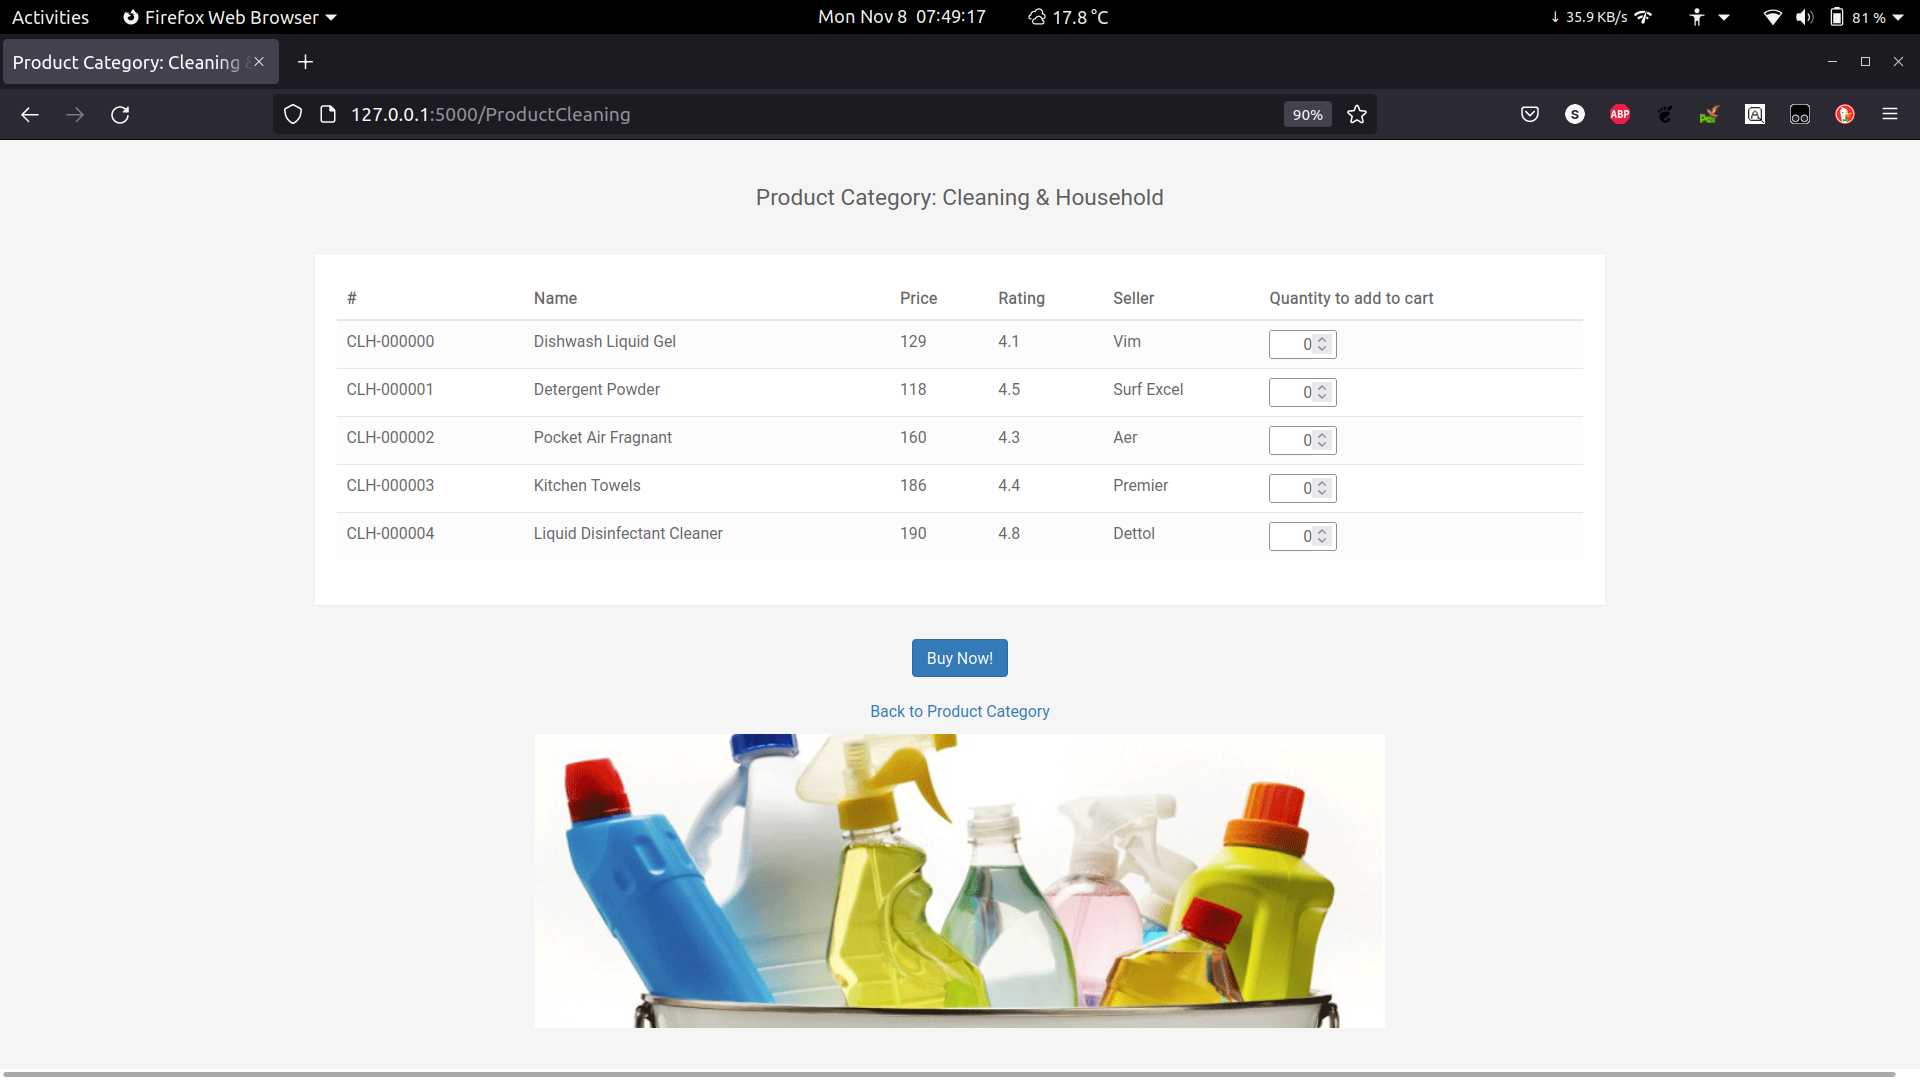 Activities Firefox Web Browser Mon Nov 8 07:49:17 17.8 °C ↓ 35.9 KB/s 81 %
Product Category: Cleaning
127.0.0.1:5000/ProductCleaning 90% S ABP
Product Category: Cleaning & Household
# Name Price Rating Seller Quantity to add to cart
CLH-000000 Dishwash Liquid Gel 129 4.1 Vim 0
CLH-000001 Detergent Powder 118 4.5 Surf Excel 0
CLH-000002 Pocket Air Fragnant 160 4.3 Aer 0
CLH-000003 Kitchen Towels 186 4.4 Premier 0
CLH-000004 Liquid Disinfectant Cleaner 190 4.8 Dettol 0
Buy Now!
Back to Product Category